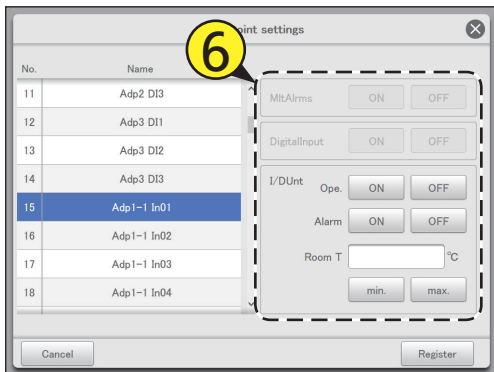 oint settings
6
No. Name
11 Adp2 DI3
12 Adp3 DI1
13 Adp3 DI2
14 Adp3 DI3
15 Adp1-1 In01
16 Adp1-1 In02
17 Adp1-1 In03
18 Adp1-1 In04
MltAlrms ON OFF
DigitalInput ON OFF
I/DUnt Ope. ON OFF
Alarm ON OFF
Room T ℃
min. max.
Cancel Register